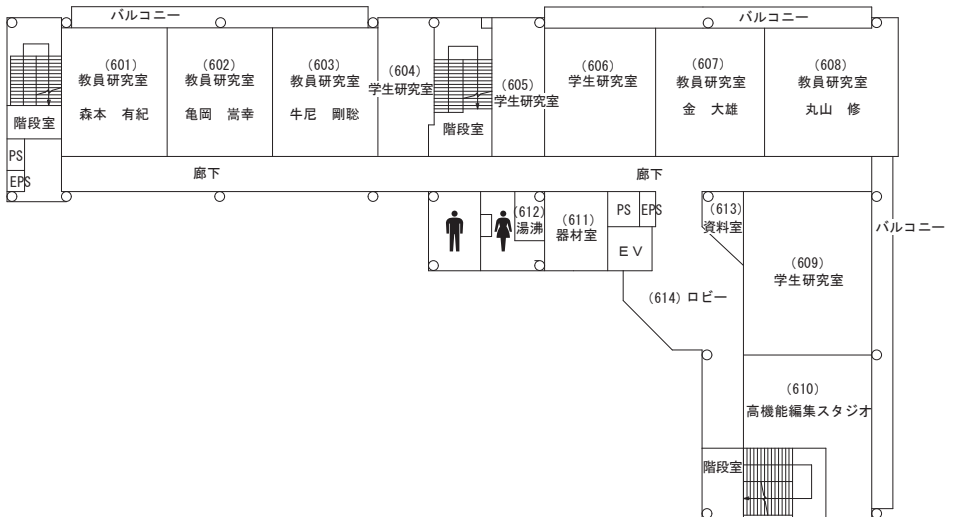 バルコニー
バルコニー
(601)
教員研究室
森本 有紀
(602)
教員研究室
亀岡 嵩幸
(603)
教員研究室
牛尼 剛聡
(604)
学生研究室
階段室
(605)
学生研究室
(606)
学生研究室
(607)
教員研究室
金 大雄
(608)
教員研究室
丸山 修
階段室
PS
EPS
廊下
廊下
(612)
湯沸
(611)
器材室
PS
EPS
EV
(613)
資料室
バルコニー
(609)
学生研究室
(614) ロビー
(610)
高機能編集スタジオ
階段室